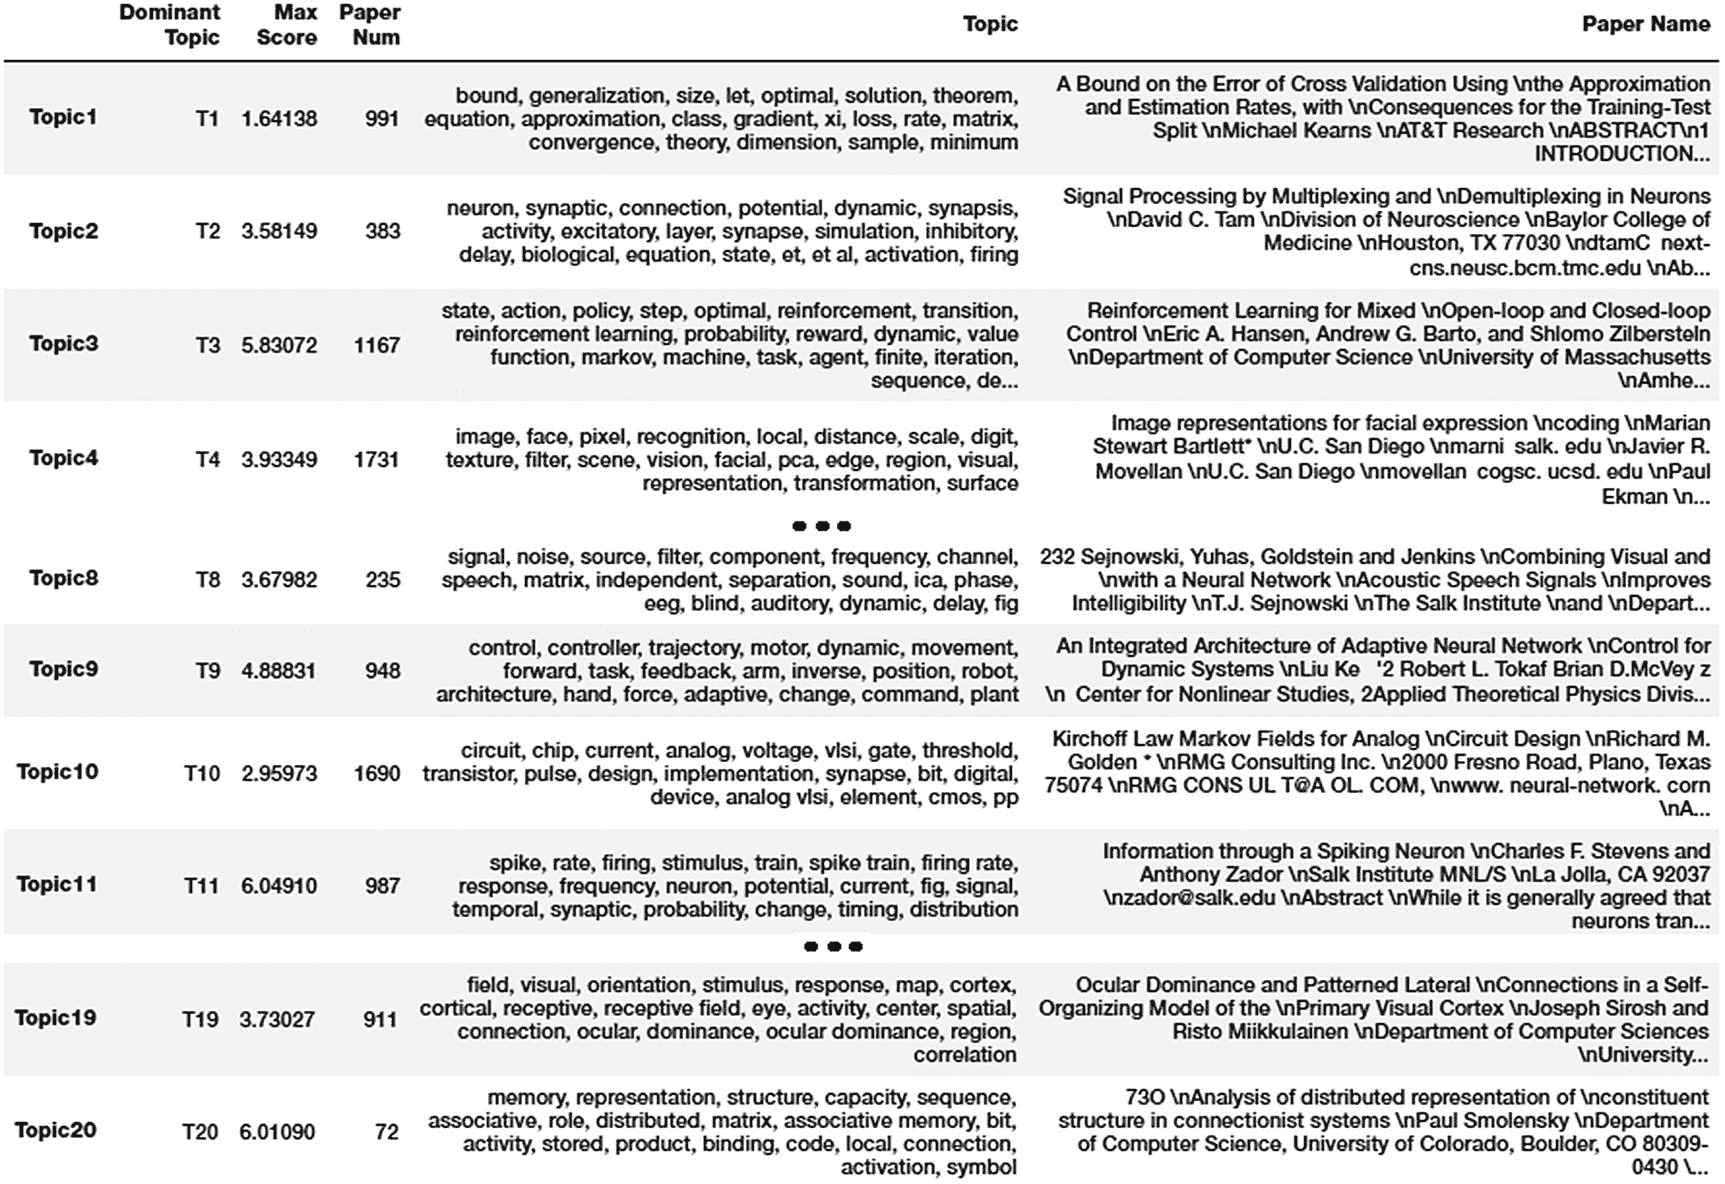 Dominant Topic Max Score Paper Num Topic Paper Name
Topic1 T1 1.64138 991
bound, generalization, size, let, optimal, solution, theorem,
equation, approximation, class, gradient, xi, loss, rate, matrix,
convergence, theory, dimension, sample, minimum
A Bound on the Error of Cross Validation Using \nthe Approximation
and Estimation Rates, with \nConsequences for the Training-Test
Split \nMichael Kearns \nAT&T Research \nABSTRACT\n1
INTRODUCTION...
Topic2 T2 3.58149 383
neuron, synaptic, connection, potential, dynamic, synapsis,
activity, excitatory, layer, synapse, simulation, inhibitory,
delay, biological, equation, state, et, et al, activation, firing
Signal Processing by Multiplexing and \nDemultiplexing in Neurons
\nDavid C. Tam \nDivision of Neuroscience \nBaylor College of
Medicine \nHouston, TX 77030 \ndtamC next-
cns.neusc.bcm.tmc.edu \nAb...
Topic3 T3 5.83072 1167
state, action, policy, step, optimal, reinforcement, transition,
reinforcement learning, probability, reward, dynamic, value
function, markov, machine, task, agent, finite, iteration,
sequence, de...
Reinforcement Learning for Mixed \nOpen-loop and Closed-loop
Control \nEric A. Hansen, Andrew G. Barto, and Shlomo Zilberstein
\nDepartment of Computer Science \nUniversity of Massachusetts
\nAmhe...
Topic4 T4 3.93349 1731
image, face, pixel, recognition, local, distance, scale, digit,
texture, filter, scene, vision, facial, pca, edge, region, visual,
representation, transformation, surface
Image representations for facial expression \ncoding \nMarian
Stewart Bartlett* \nU.C. San Diego \nmarni salk. edu \nJavier R.
Movellan \nU.C. San Diego \nmovellan cogsc. ucsd. edu \nPaul
Ekman \n...
•••
Topic8 T8 3.67982 235
signal, noise, source, filter, component, frequency, channel,
speech, matrix, independent, separation, sound, ica, phase,
eeg, blind, auditory, dynamic, delay, fig
232 Sejnowski, Yuhas, Goldstein and Jenkins \nCombining Visual and
\nwith a Neural Network \nAcoustic Speech Signals \nImproves
Intelligibility \nT.J. Sejnowski \nThe Salk Institute \nand \nDepart...
Topic9 T9 4.88831 948
control, controller, trajectory, motor, dynamic, movement,
forward, task, feedback, arm, inverse, position, robot,
architecture, hand, force, adaptive, change, command, plant
An Integrated Architecture of Adaptive Neural Network \nControl for
Dynamic Systems \nLiu Ke '2 Robert L. Tokaf Brian D.McVey z
\n Center for Nonlinear Studies, 2Applied Theoretical Physics Divis...
Topic10 T10 2.95973 1690
circuit, chip, current, analog, voltage, vlsi, gate, threshold,
transistor, pulse, design, implementation, synapse, bit, digital,
device, analog vlsi, element, cmos, pp
Kirchoff Law Markov Fields for Analog \nCircuit Design \nRichard M.
Golden * \nRMG Consulting Inc. \n2000 Fresno Road, Plano, Texas
75074 \nRMG CONS UL T@A OL. COM, \nwww. neural-network. corn
\nA...
Topic11 T11 6.04910 987
spike, rate, firing, stimulus, train, spike train, firing rate,
response, frequency, neuron, potential, current, fig, signal,
temporal, synaptic, probability, change, timing, distribution
Information through a Spiking Neuron \nCharles F. Stevens and
Anthony Zador \nSalk Institute MNL/S \nLa Jolla, CA 92037
\nzador@salk.edu \nAbstract \nWhile it is generally agreed that
neurons tran...
•••
Topic19 T19 3.73027 911
field, visual, orientation, stimulus, response, map, cortex,
cortical, receptive, receptive field, eye, activity, center, spatial,
connection, ocular, dominance, ocular dominance, region,
correlation
Ocular Dominance and Patterned Lateral \nConnections in a Self-
Organizing Model of the \nPrimary Visual Cortex \nJoseph Sirosh and
Risto Miikkulainen \nDepartment of Computer Sciences
\nUniversity...
Topic20 T20 6.01090 72
memory, representation, structure, capacity, sequence,
associative, role, distributed, matrix, associative memory, bit,
activity, stored, product, binding, code, local, connection,
activation, symbol
73O \nAnalysis of distributed representation of \nconstituent
structure in connectionist systems \nPaul Smolensky \nDepartment
of Computer Science, University of Colorado, Boulder, CO 80309-
0430 \...